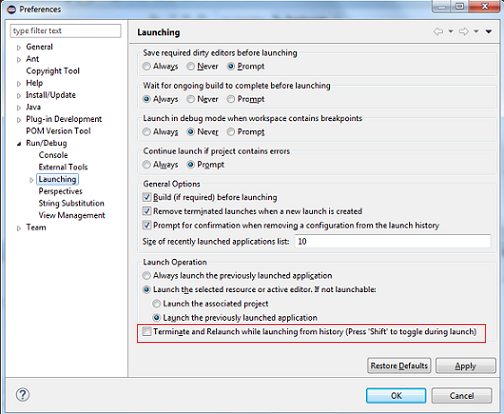 Preferences
type filter text
General
Ant
Copyright Tool
Help
Install/Update
Java
Plug-in Development
POM Version Tool
Run/Debug
Console
External Tools
Launching
Perspectives
String Substitution
View Management
Team
Launching
Save required dirty editors before launching
Always Never Prompt
Wait for ongoing build to complete before launching
Always Never Prompt
Launch in debug mode when workspace contains breakpoints
Always Never Prompt
Continue launch if project contains errors
Always Prompt
General Options
Build (if required) before launching
Remove terminated launches when a new launch is created
Prompt for confirmation when removing a configuration from the launch history
Size of recently launched applications list: 10
Launch Operation
Always launch the previously launched application
Launch the selected resource or active editor. If not launchable:
Launch the associated project
Launch the previously launched application
Terminate and Relaunch while launching from history (Press 'Shift' to toggle during launch)
Restore Defaults Apply
? OK Cancel